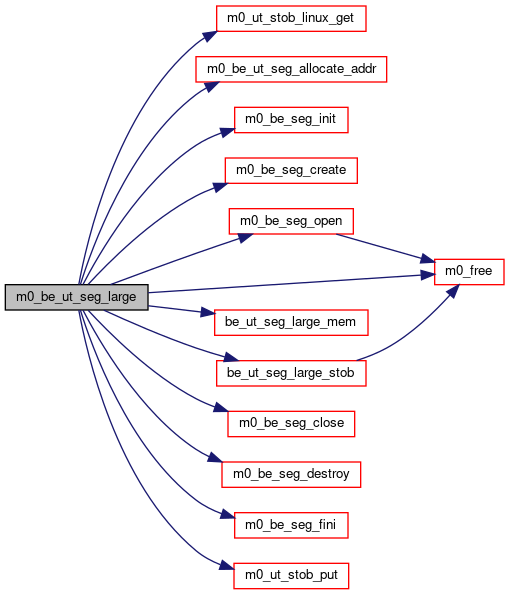 m0_ut_stob_linux_get
m0_be_ut_seg_allocate_addr
m0_be_seg_init
m0_be_seg_create
m0_be_seg_open
m0_free
m0_be_ut_seg_large
be_ut_seg_large_mem
be_ut_seg_large_stob
m0_be_seg_close
m0_be_seg_destroy
m0_be_seg_fini
m0_ut_stob_put